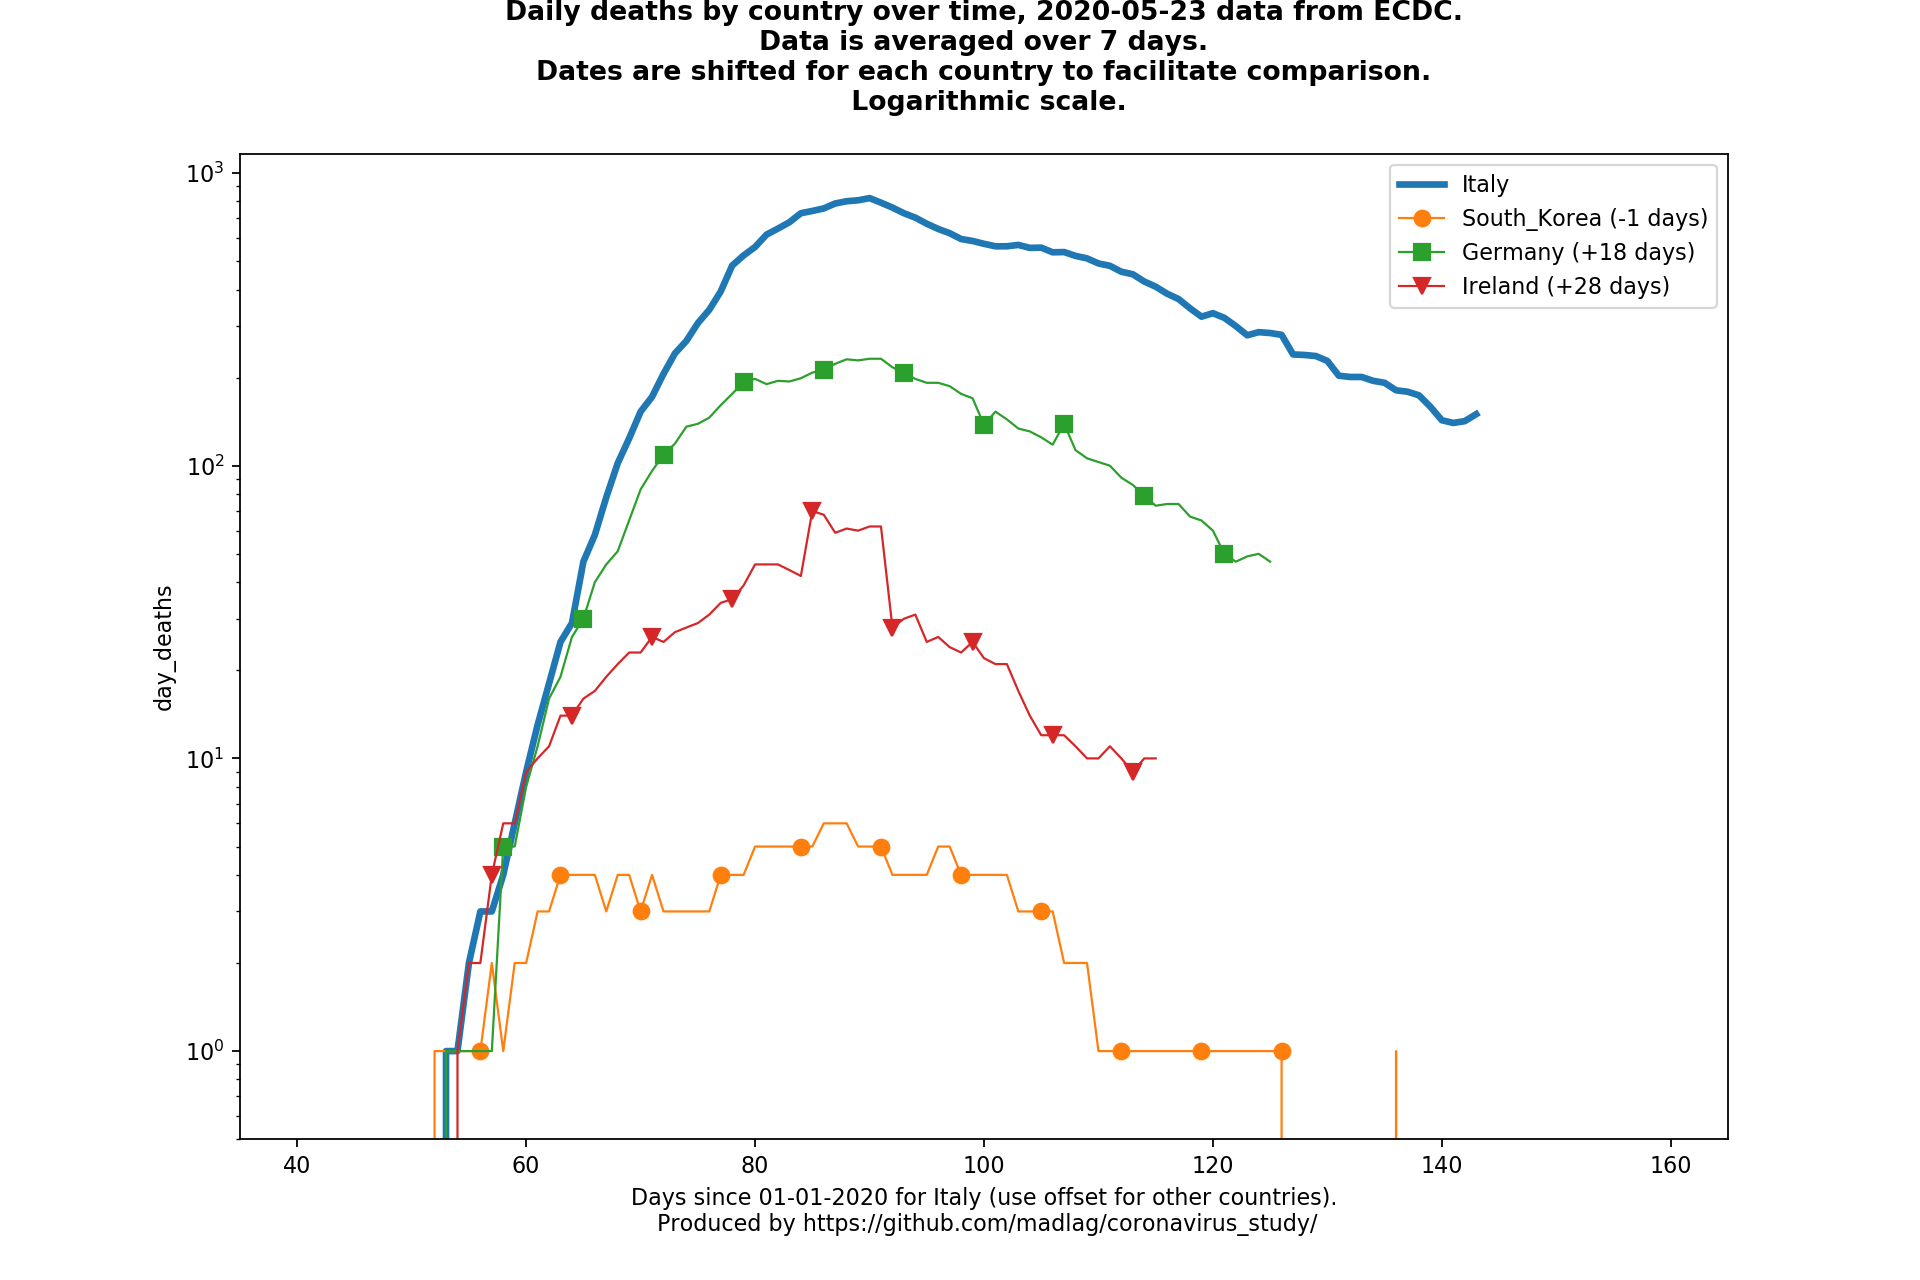 Daily deaths by country over time, 2020-05-23 data from ECDC.
Data is averaged over 7 days.
Dates are shifted for each country to facilitate comparison.
Logarithmic scale.
10³
10²
10¹
10⁰
day_deaths
Italy
South_Korea (-1 days)
Germany (+18 days)
Ireland (+28 days)
40 60 80 100 120 140 160
Days since 01-01-2020 for Italy (use offset for other countries).
Produced by https://github.com/madlag/coronavirus_study/